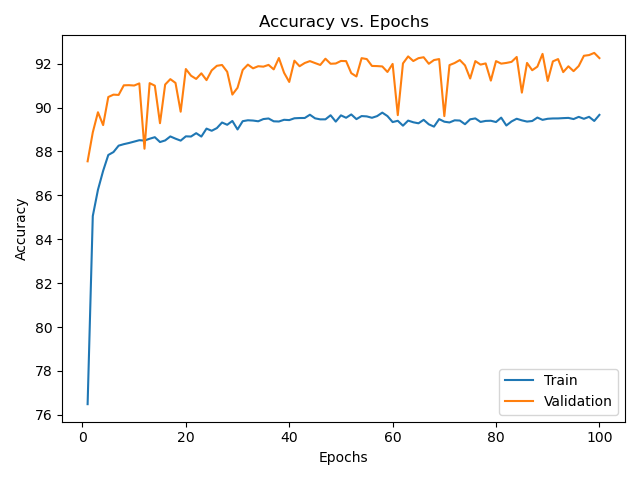 Accuracy vs. Epochs
92
90
88
86
84
82
80
78
76
Accuracy
0 20 40 60 80 100
Epochs
Train
Validation